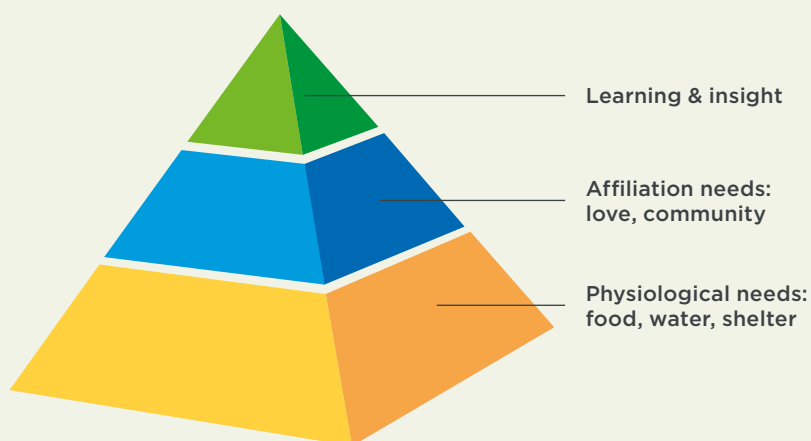 Learning & insight
Affiliation needs:
love, community
Physiological needs:
food, water, shelter